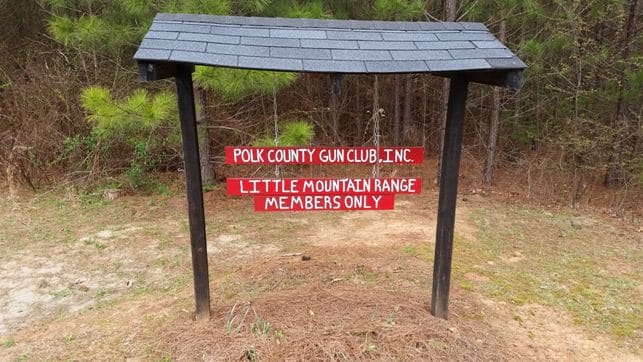 POLK COUNTY GUN CLUB, INC.
LITTLE MOUNTAIN RANGE
MEMBERS ONLY